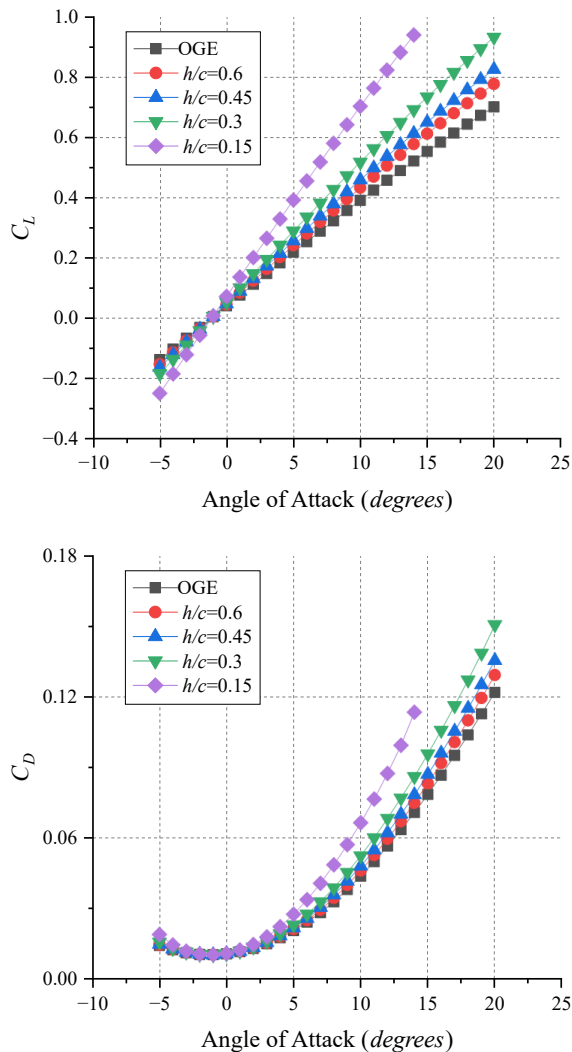 1.0
0.8
0.6
0.4
0.2
0.0
−0.2
−0.4
C_L
OGE
h/c=0.6
h/c=0.45
h/c=0.3
h/c=0.15
−10 −5 0 5 10 15 20 25
Angle of Attack (degrees)
0.18
0.12
0.06
0.00
C_D
OGE
h/c=0.6
h/c=0.45
h/c=0.3
h/c=0.15
−10 −5 0 5 10 15 20 25
Angle of Attack (degrees)